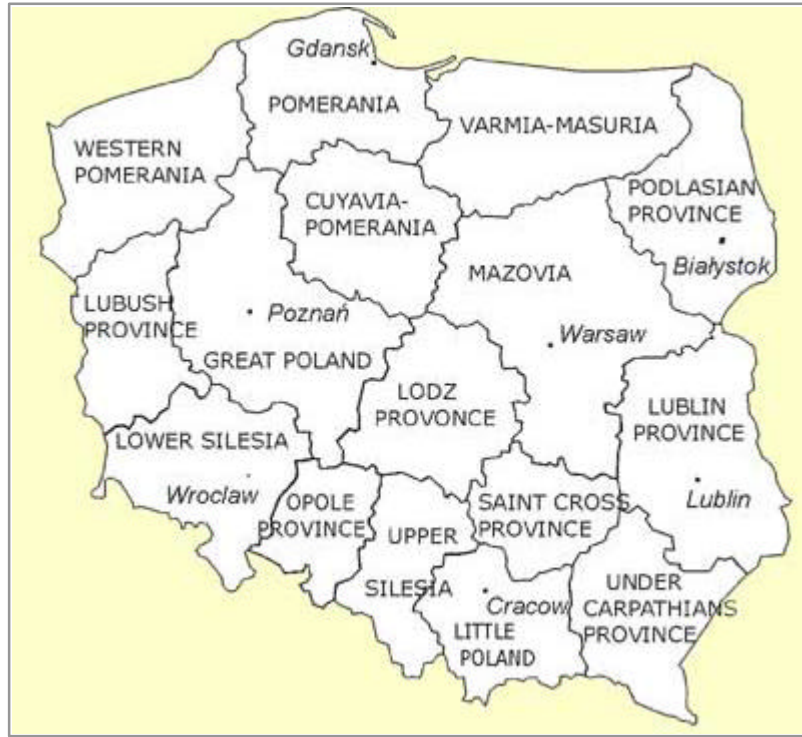 Gdansk
POMERANIA
VARMIA-MASURIA
WESTERN
POMERANIA
CUYAVIA-
POMERANIA
PODLASIAN
PROVINCE
Białystok
MAZOVIA
LUBUSH
PROVINCE
Poznań
GREAT POLAND
Warsaw
LODZ
PROVONCE
LUBLIN
PROVINCE
Lublin
LOWER SILESIA
Wroclaw
OPOLE
PROVINCE
UPPER
SILESIA
SAINT CROSS
PROVINCE
Cracow
LITTLE
POLAND
UNDER
CARPATHIANS
PROVINCE